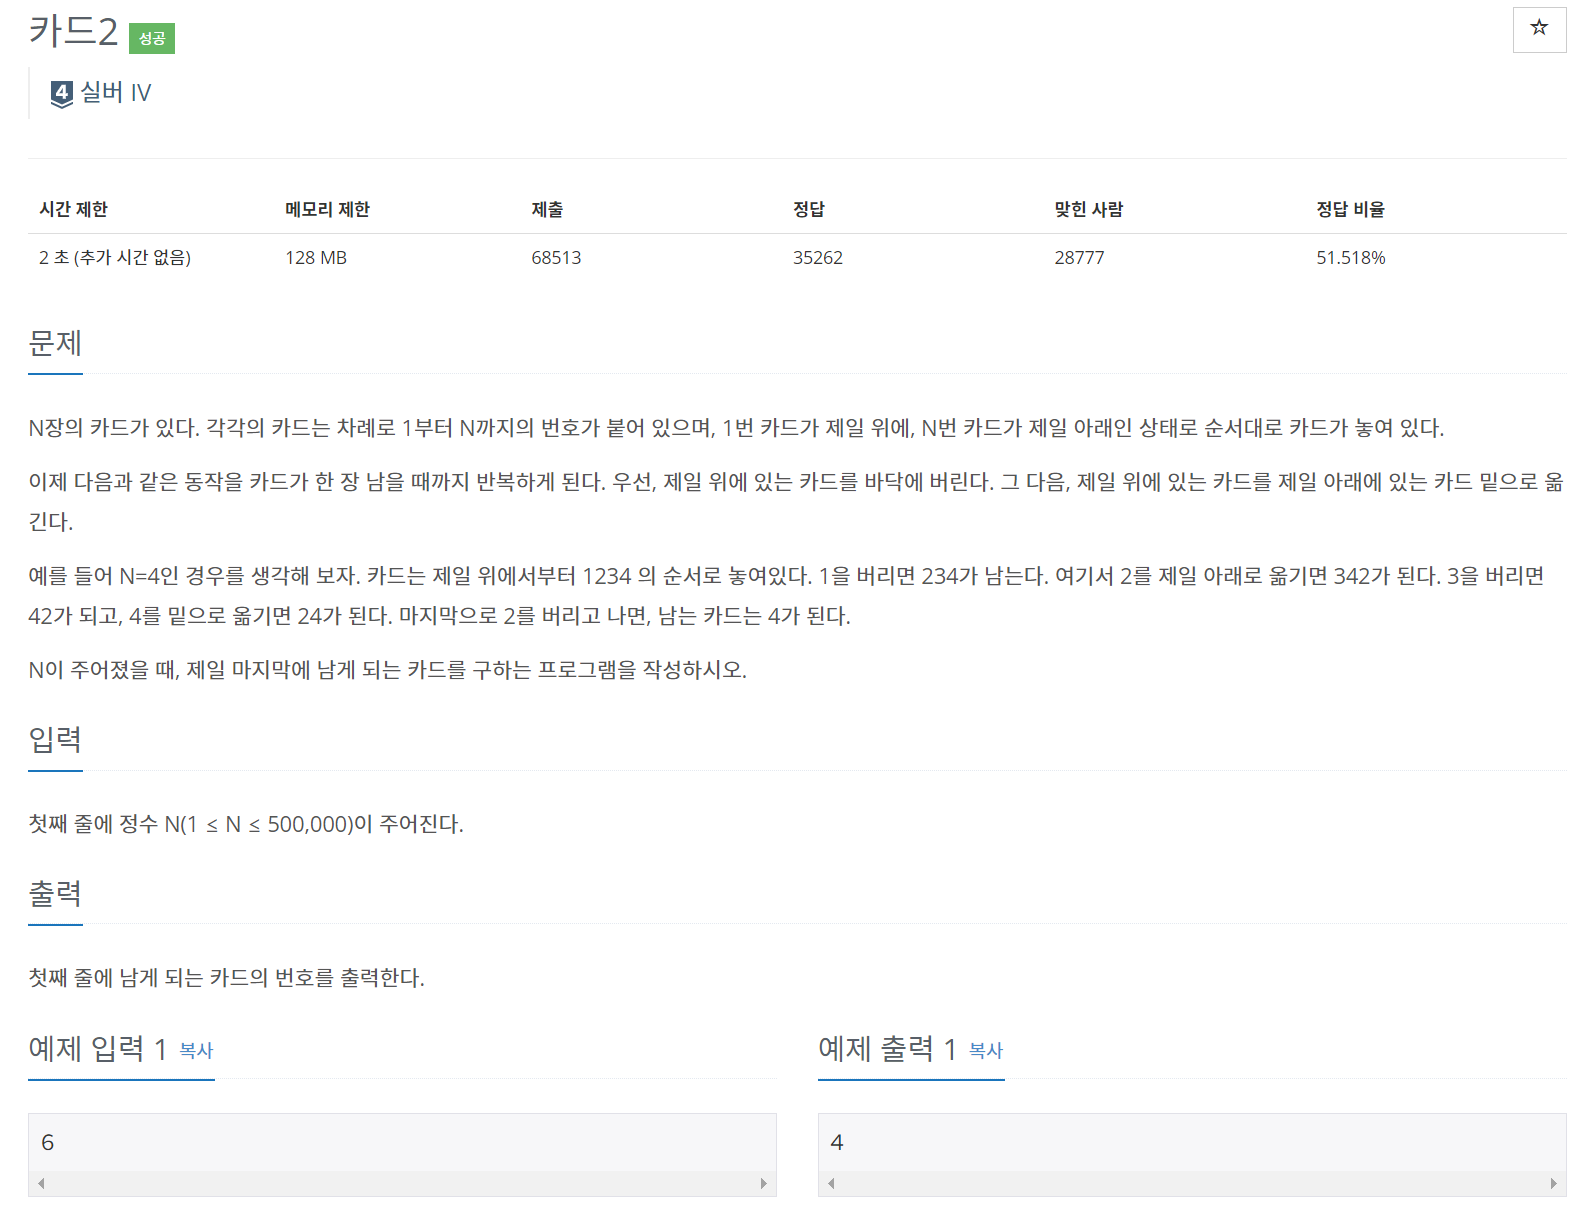 카드2 성공
☆
4 실버 IV
시간 제한 메모리 제한 제출 정답 맞힌 사람 정답 비율
2 초 (추가 시간 없음) 128 MB 68513 35262 28777 51.518%
문제
N장의 카드가 있다. 각각의 카드는 차례로 1부터 N까지의 번호가 붙어 있으며, 1번 카드가 제일 위에, N번 카드가 제일 아래인 상태로 순서대로 카드가 놓여 있다.
이제 다음과 같은 동작을 카드가 한 장 남을 때까지 반복하게 된다. 우선, 제일 위에 있는 카드를 바닥에 버린다. 그 다음, 제일 위에 있는 카드를 제일 아래에 있는 카드 밑으로 옮
긴다.
예를 들어 N=4인 경우를 생각해 보자. 카드는 제일 위에서부터 1234 의 순서로 놓여있다. 1을 버리면 234가 남는다. 여기서 2를 제일 아래로 옮기면 342가 된다. 3을 버리면
42가 되고, 4를 밑으로 옮기면 24가 된다. 마지막으로 2를 버리고 나면, 남는 카드는 4가 된다.
N이 주어졌을 때, 제일 마지막에 남게 되는 카드를 구하는 프로그램을 작성하시오.
입력
첫째 줄에 정수 N(1 ≤ N ≤ 500,000)이 주어진다.
출력
첫째 줄에 남게 되는 카드의 번호를 출력한다.
예제 입력 1 복사
6
예제 출력 1 복사
4